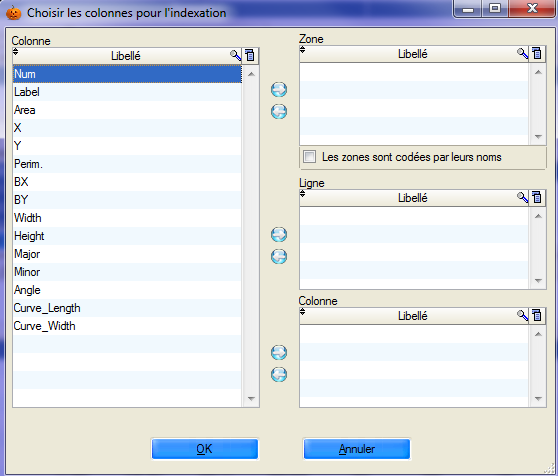 Choisir les colonnes pour l'indexation
Colonne
Libellé
Num
Label
Area
X
Y
Perim.
BX
BY
Width
Height
Major
Minor
Angle
Curve_Length
Curve_Width
Zone
Libellé
Les zones sont codées par leurs noms
Ligne
Libellé
Colonne
Libellé
OK
Annuler